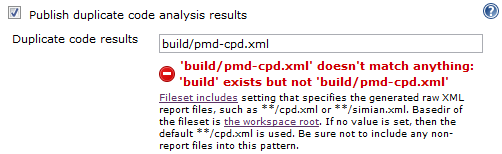 Publish duplicate code analysis results
Duplicate code results
build/pmd-cpd.xml
'build/pmd-cpd.xml' doesn't match anything:
'build' exists but not 'build/pmd-cpd.xml'
Fileset includes setting that specifies the generated raw XML
report files, such as **/cpd.xml or **/simian.xml. Basedir of
the fileset is the workspace root. If no value is set, then the
default **/cpd.xml is used. Be sure not to include any non-
report files into this pattern.